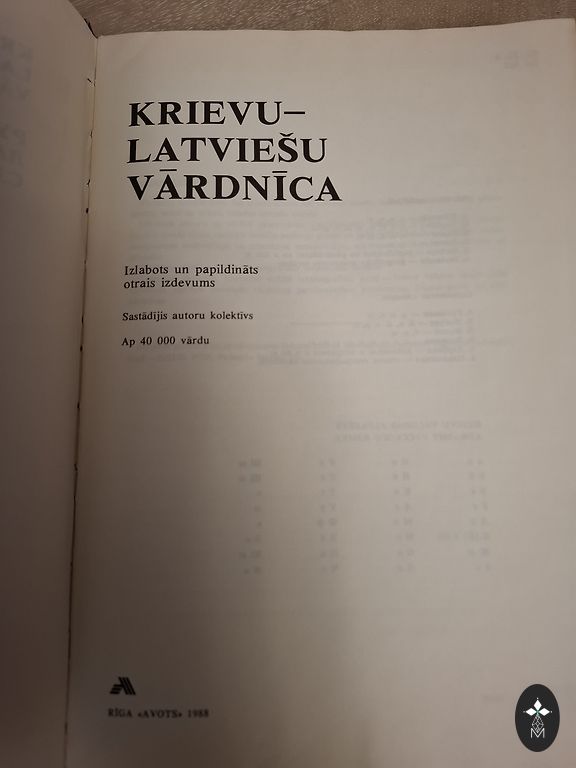 KRIEVU–
LATVIEŠU
VĀRDNĪCA
Izlabots un papildināts
otrais izdevums
Sastādījis autoru kolektīvs
Ap 40 000 vārdu
RĪGA «AVOTS» 1988
M